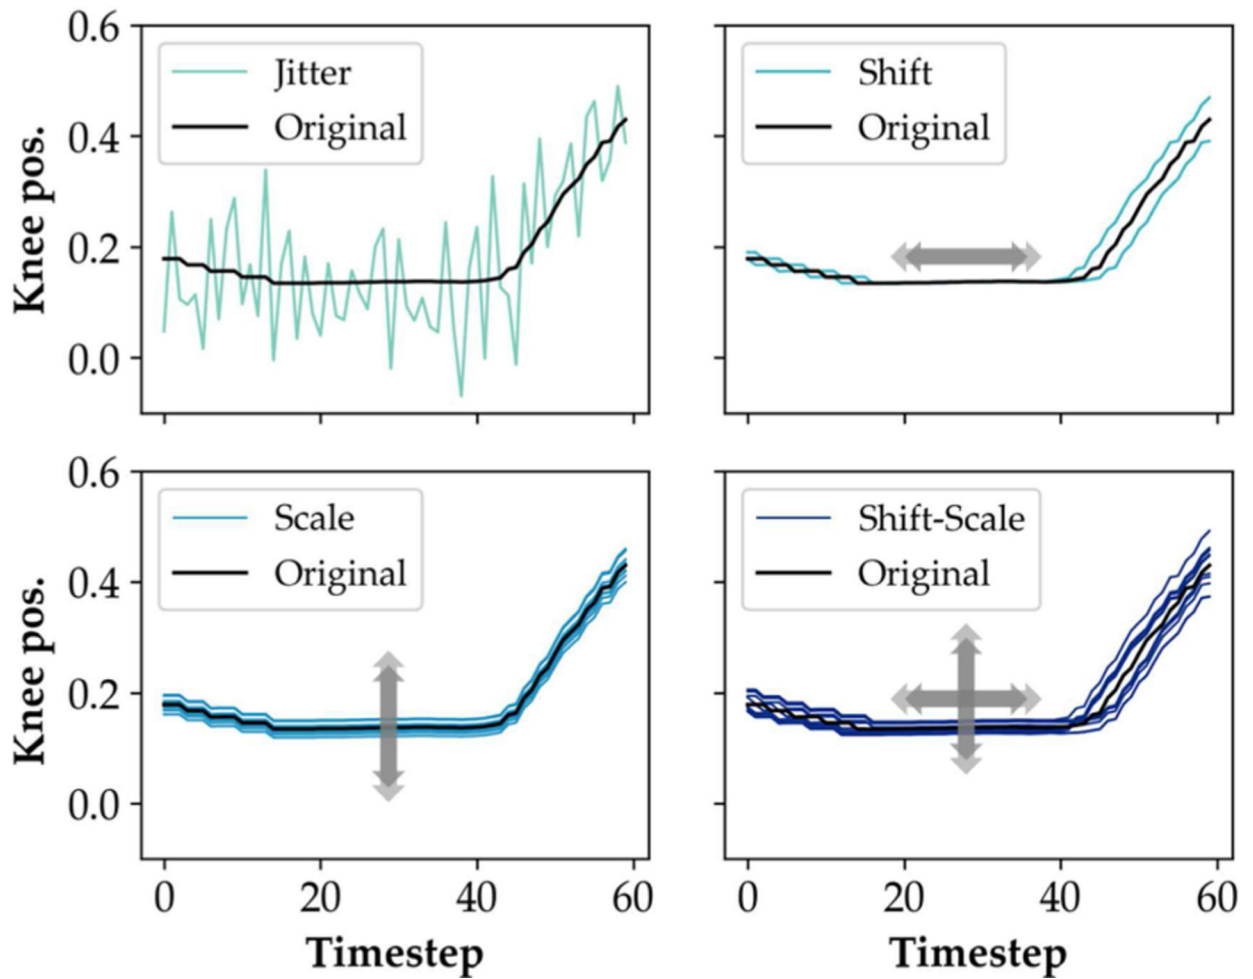 0.6
0.4
0.2
0.0
Knee pos.
Jitter
Original
Shift
Original
0.6
0.4
0.2
0.0
Knee pos.
Scale
Original
Shift-Scale
Original
0 20 40 60
0 20 40 60
Timestep
Timestep